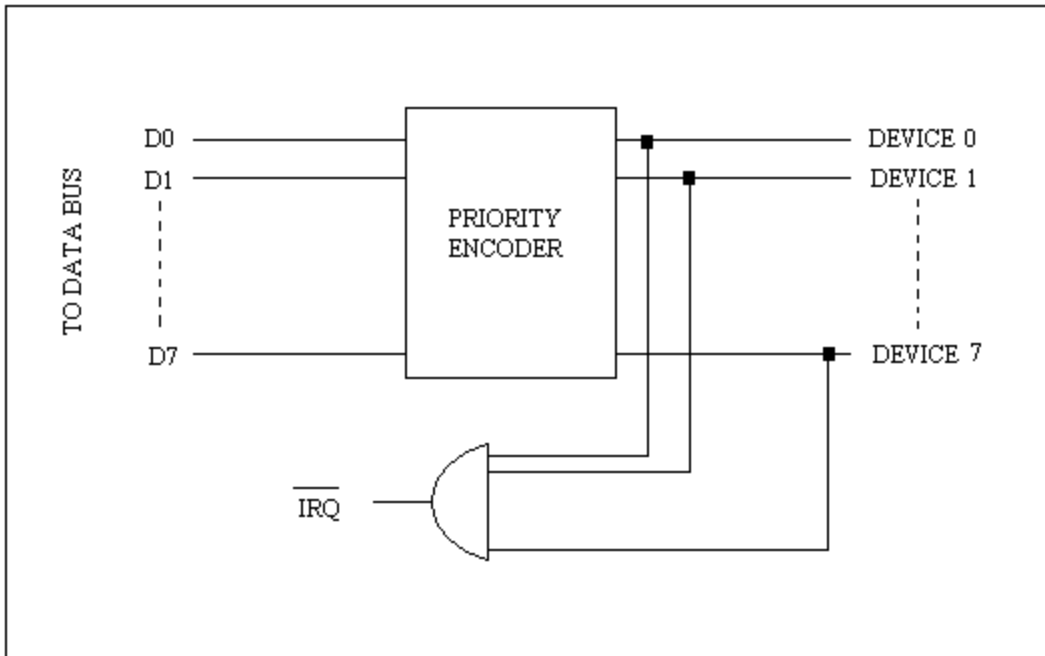 TO DATA BUS
D0
D1
D7
PRIORITY
ENCODER
DEVICE 0
DEVICE 1
DEVICE 7
IRQ